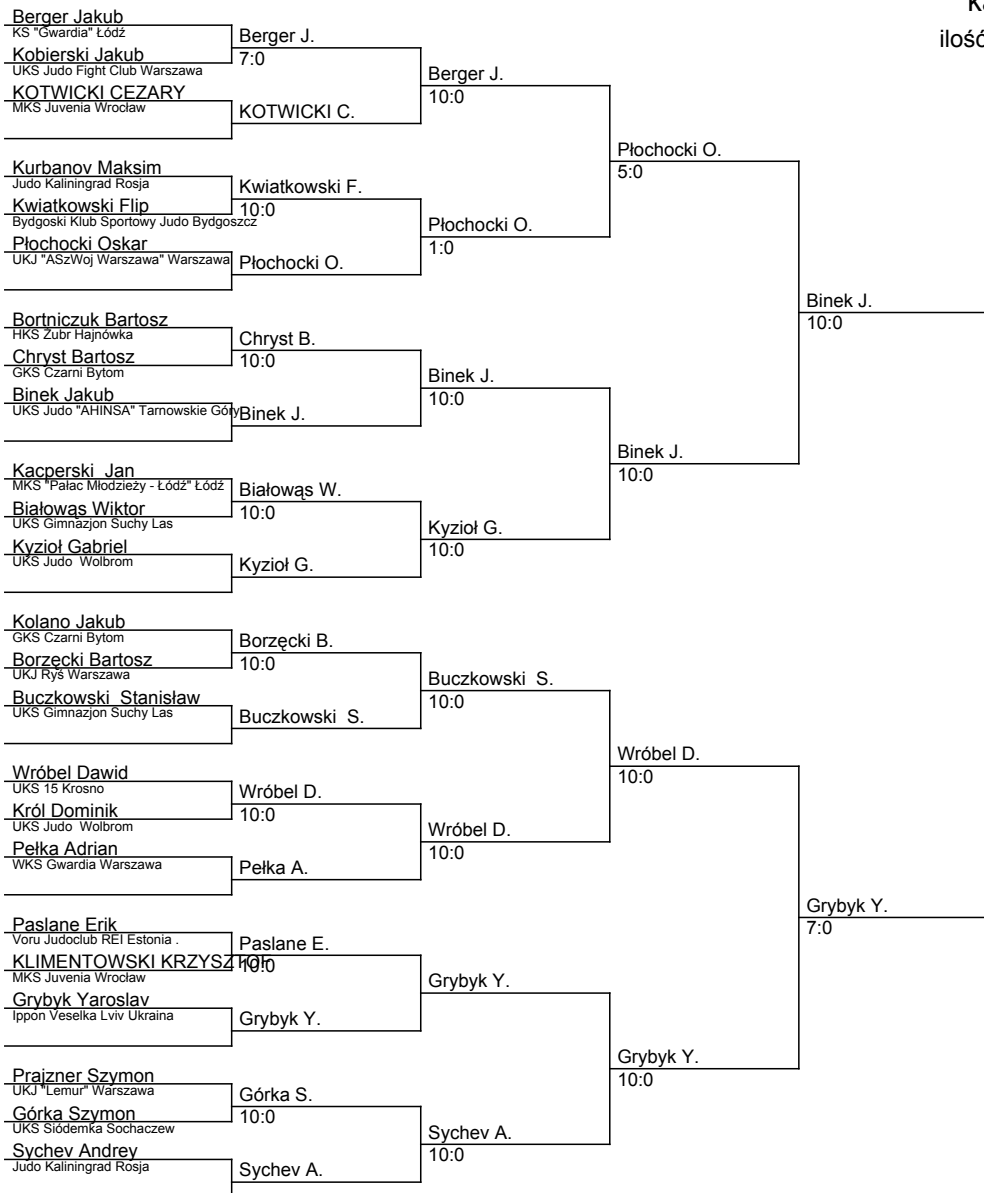 Berger Jakub
KS "Gwardia" Łódź
Kobierski Jakub
UKS Judo Fight Club Warszawa
KOTWICKI CEZARY
MKS Juvenia Wrocław
Kurbanov Maksim
Judo Kaliningrad Rosja
Kwiatkowski Flip
Bydgoski Klub Sportowy Judo Bydgoszcz
Płochocki Oskar
UKJ "ASzWoj Warszawa" Warszawa
Bortniczuk Bartosz
HKS Żubr Hajnówka
Chryst Bartosz
GKS Czarni Bytom
Binek Jakub
UKS Judo "AHINSA" Tarnowskie Góry
Kacperski Jan
MKS "Pałac Młodzieży - Łódź" Łódź
Białowąs Wiktor
UKS Gimnazjon Suchy Las
Kyzioł Gabriel
UKS Judo Wolbrom
Kolano Jakub
GKS Czarni Bytom
Borzęcki Bartosz
UKJ Ryś Warszawa
Buczkowski Stanisław
UKS Gimnazjon Suchy Las
Wróbel Dawid
UKS 15 Krosno
Król Dominik
UKS Judo Wolbrom
Pełka Adrian
WKS Gwardia Warszawa
Paslane Erik
Voru Judoclub REI Estonia .
KLIMENTOWSKI KRZYSZTOF
MKS Juvenia Wrocław
Grybyk Yaroslav
Ippon Veselka Lviv Ukraina
Prajzner Szymon
UKJ "Lemur" Warszawa
Górka Szymon
UKS Siódemka Sochaczew
Sychev Andrey
Judo Kaliningrad Rosja
Berger J.
7:0
KOTWICKI C.
Kwiatkowski F.
10:0
Płochocki O.
Chryst B.
10:0
Binek J.
Białowąs W.
10:0
Kyzioł G.
Borzęcki B.
10:0
Buczkowski S.
Wróbel D.
10:0
Pełka A.
Paslane E.
10:0
Grybyk Y.
Górka S.
10:0
Sychev A.
Berger J.
10:0
Płochocki O.
1:0
Binek J.
10:0
Kyzioł G.
10:0
Buczkowski S.
10:0
Wróbel D.
10:0
Grybyk Y.
Sychev A.
10:0
Płochocki O.
5:0
Binek J.
10:0
Wróbel D.
10:0
Grybyk Y.
10:0
Binek J.
10:0
Grybyk Y.
7:0
ilość